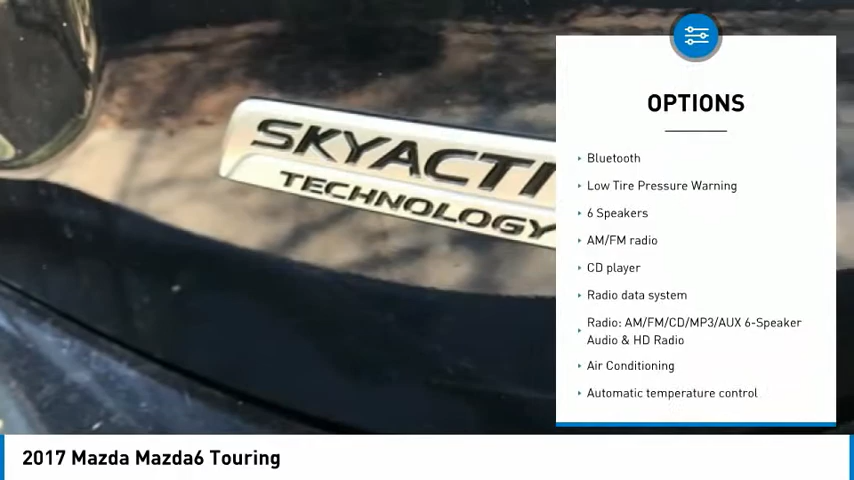 SKYACTI
TECHNOLOGY
OPTIONS
Bluetooth
Low Tire Pressure Warning
6 Speakers
AM/FM radio
CD player
Radio data system
Radio: AM/FM/CD/MP3/AUX 6-Speaker
Audio & HD Radio
Air Conditioning
Automatic temperature control
2017 Mazda Mazda6 Touring